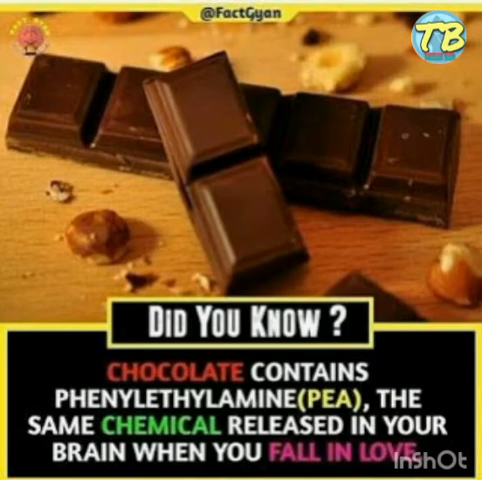 @FactGyan
TB
DID YOU KNOW ?
CHOCOLATE CONTAINS
PHENYLETHYLAMINE(PEA), THE
SAME CHEMICAL RELEASED IN YOUR
BRAIN WHEN YOU FALL IN LOVE
InShOt